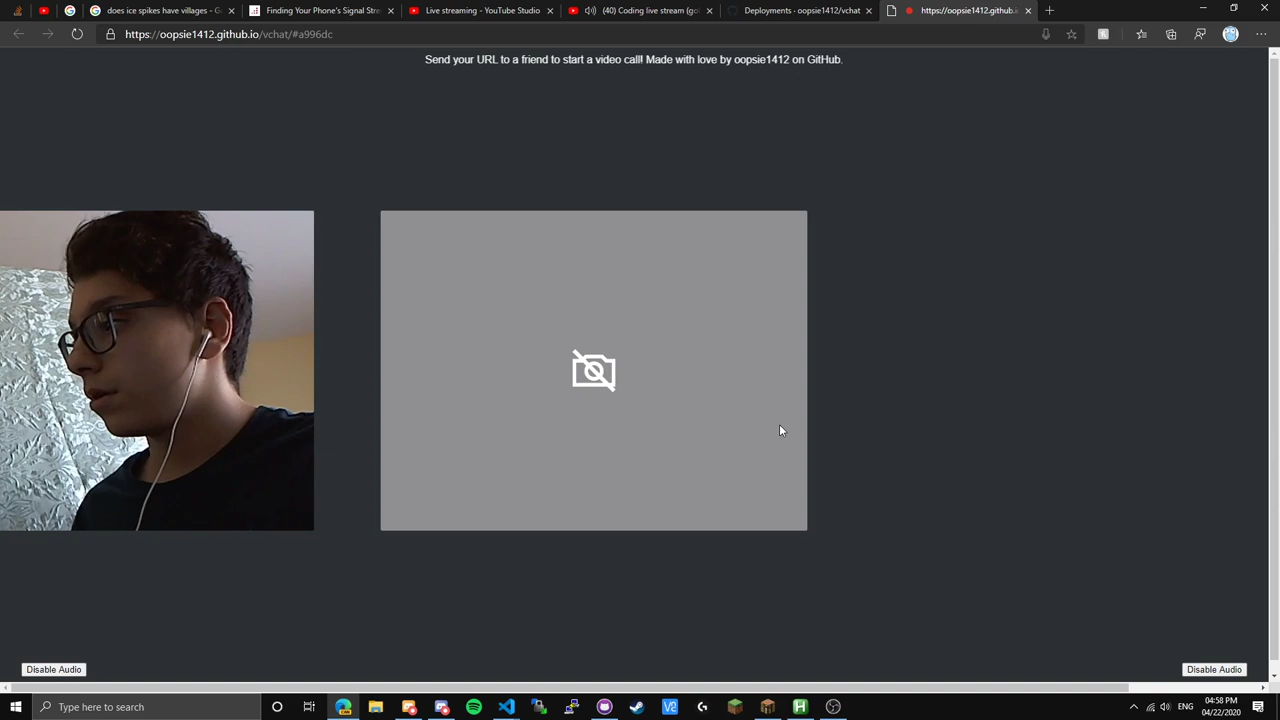 does ice spikes have villages - G
Finding Your Phone's Signal Stre
Live streaming - YouTube Studio
(40) Coding live stream (go
Deployments · oopsie1412/vchat
https://oopsie1412.github.i
https://oopsie1412.github.io/vchat/#a996dc
Send your URL to a friend to start a video call! Made with love by oopsie1412 on GitHub.
Disable Audio
Disable Audio
Type here to search
ENG
04:58 PM
04/22/2020